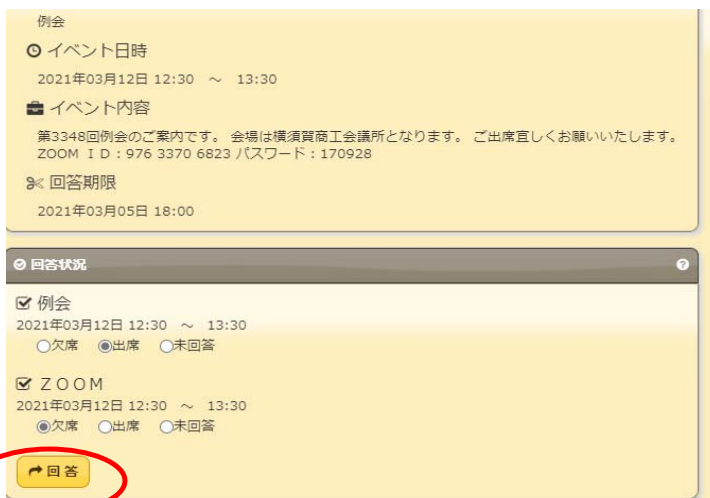 例会
イベント日時
2021年03月12日 12:30 ～ 13:30
イベント内容
第3348回例会のご案内です。 会場は横須賀商工会議所となります。 ご出席宜しくお願いいたします。
ZOOM ＩＤ：976 3370 6823 パスワード：170928
回答期限
2021年03月05日 18:00
回答状況
例会
2021年03月12日 12:30 ～ 13:30
欠席 出席 未回答
ＺＯＯＭ
2021年03月12日 12:30 ～ 13:30
欠席 出席 未回答
回答